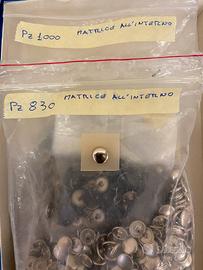 Pz 1000 MATRICE ALL'INTERNO
Pz 830 MATRICE ALL'INTERNO